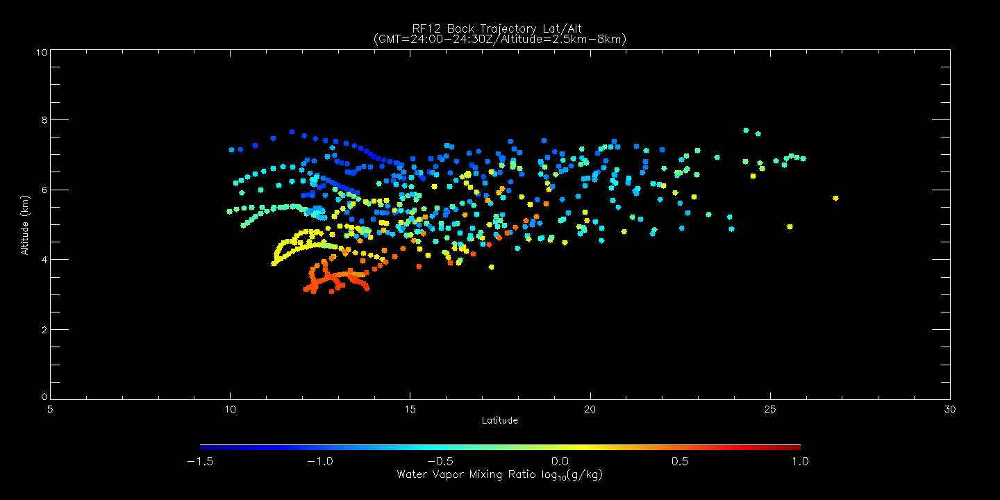 RF12 Back Trajectory Lat/Alt
(GMT=24:00-24:30Z/Altitude=2.5km-8km)
10
8
6
4
2
0
Altitude (km)
5 10 15 20 25 30
Latitude
-1.5 -1.0 -0.5 0.0 0.5 1.0
Water Vapor Mixing Ratio log₁₀(g/kg)